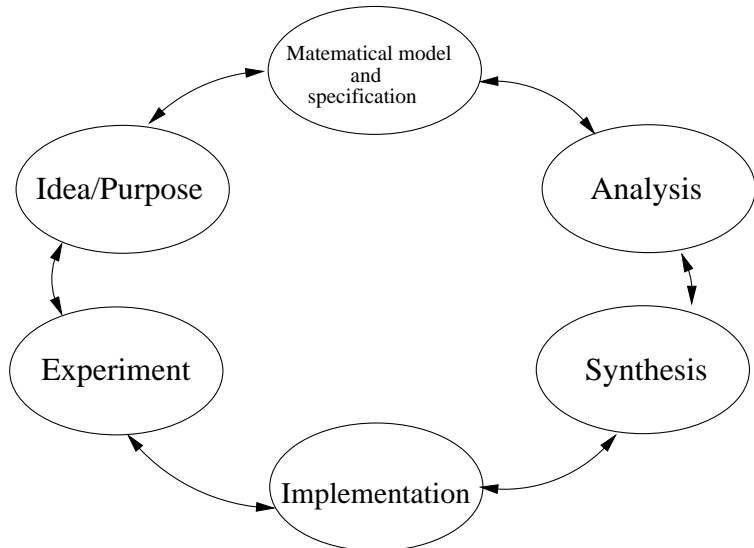 Matematical model
and
specification
Idea/Purpose
Analysis
Experiment
Synthesis
Implementation